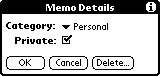 Memo Details
Category: Personal
Private:
OK Cancel Delete...